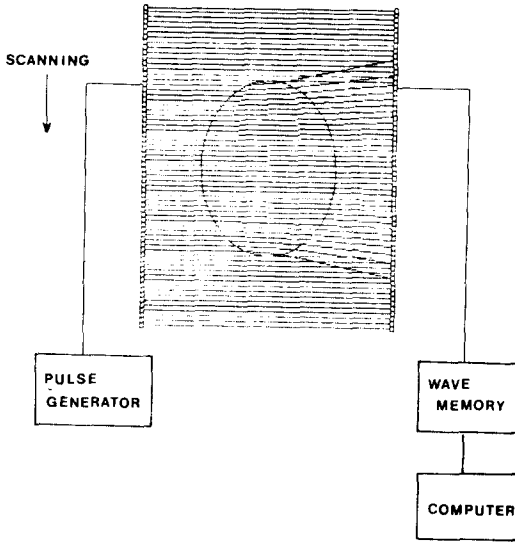 SCANNING
PULSE
GENERATOR
WAVE
MEMORY
COMPUTER